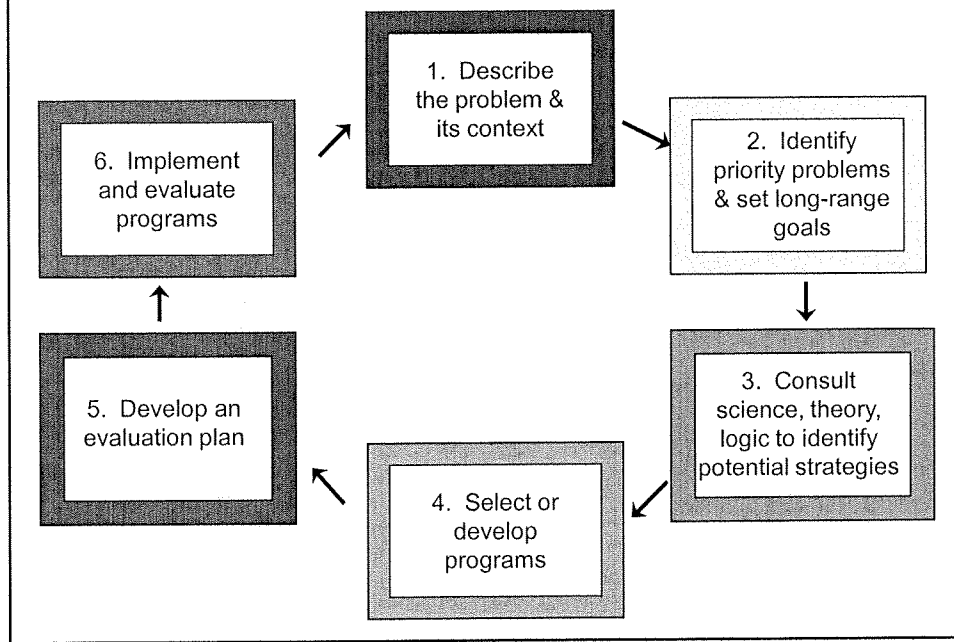 1. Describe
the problem &
its context
2. Identify
priority problems
& set long-range
goals
3. Consult
science, theory,
logic to identify
potential strategies
4. Select or
develop
programs
5. Develop an
evaluation plan
6. Implement
and evaluate
programs